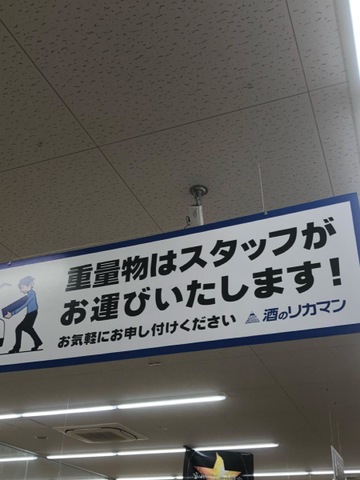 重量物はスタッフが
お運びいたします!
お気軽にお申し付けください
酒のリカマン